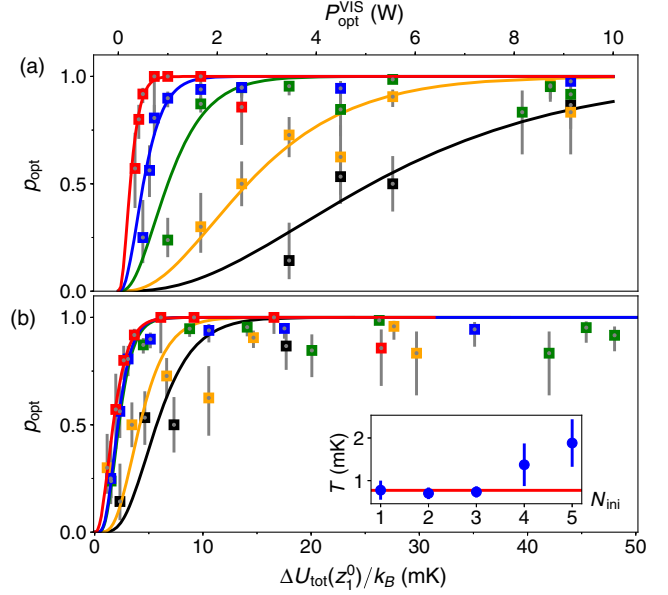 P_opt^VIS (W)
0 2 4 6 8 10
(a)
1.0
0.5
0.0
p_opt
(b)
1.0
0.5
0.0
p_opt
2
1
T (mK)
1 2 3 4 5
N_ini
0 10 20 30 40 50
ΔU_tot(z_1^0)/k_B (mK)